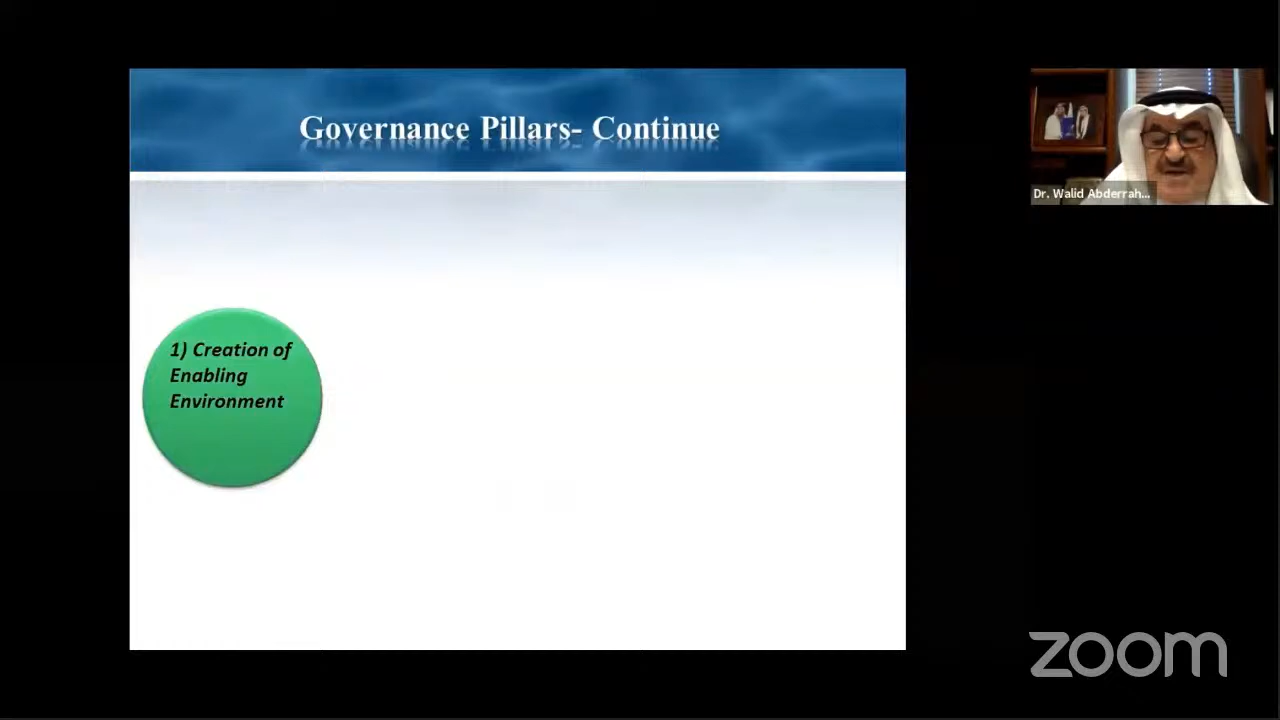 Governance Pillars- Continue
1) Creation of
Enabling
Environment
Dr. Walid Abderrah...
zoom